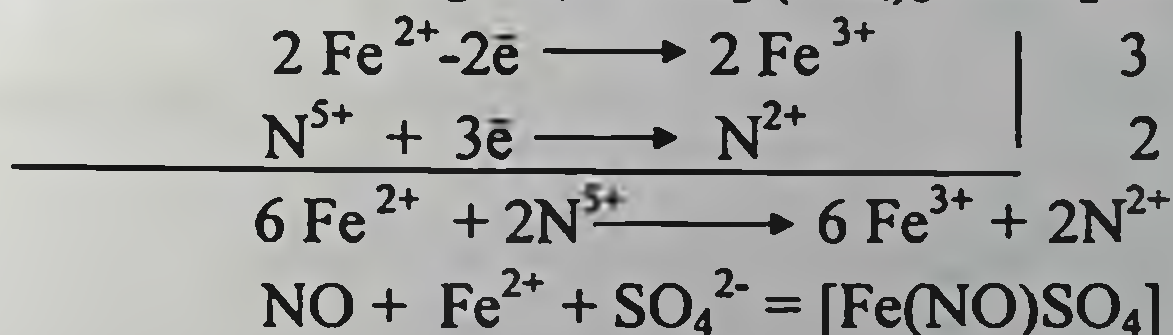 2 Fe²⁺-2ē ⟶ 2 Fe³⁺ | 3
N⁵⁺ + 3ē ⟶ N²⁺ | 2
6 Fe²⁺ + 2N⁵⁺ ⟶ 6 Fe³⁺ + 2N²⁺
NO + Fe²⁺ + SO₄²⁻ = [Fe(NO)SO₄]